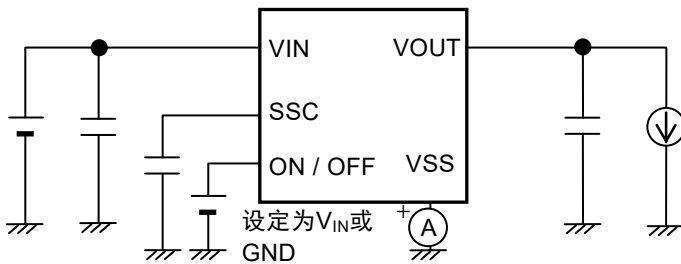 VIN VOUT
SSC
ON / OFF VSS
设定为VIN或
GND
+
A